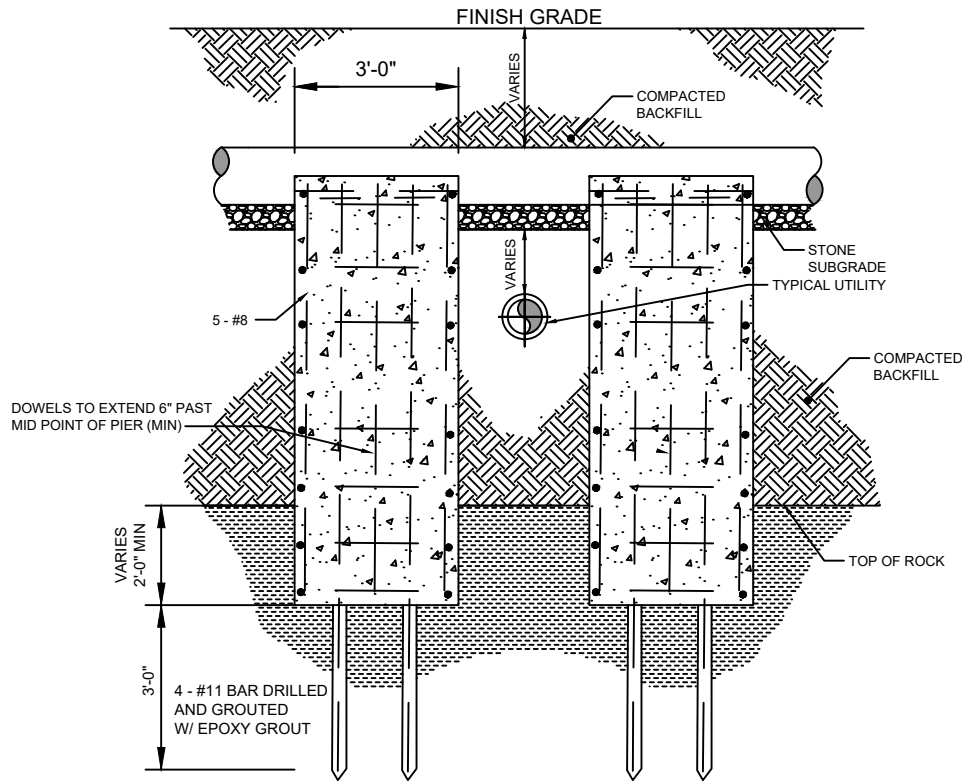 FINISH GRADE
3'-0"
VARIES
COMPACTED
BACKFILL
STONE
SUBGRADE
VARIES
TYPICAL UTILITY
5 - #8
COMPACTED
BACKFILL
DOWELS TO EXTEND 6" PAST
MID POINT OF PIER (MIN)
VARIES
2'-0" MIN
TOP OF ROCK
3'-0"
4 - #11 BAR DRILLED
AND GROUTED
W/ EPOXY GROUT